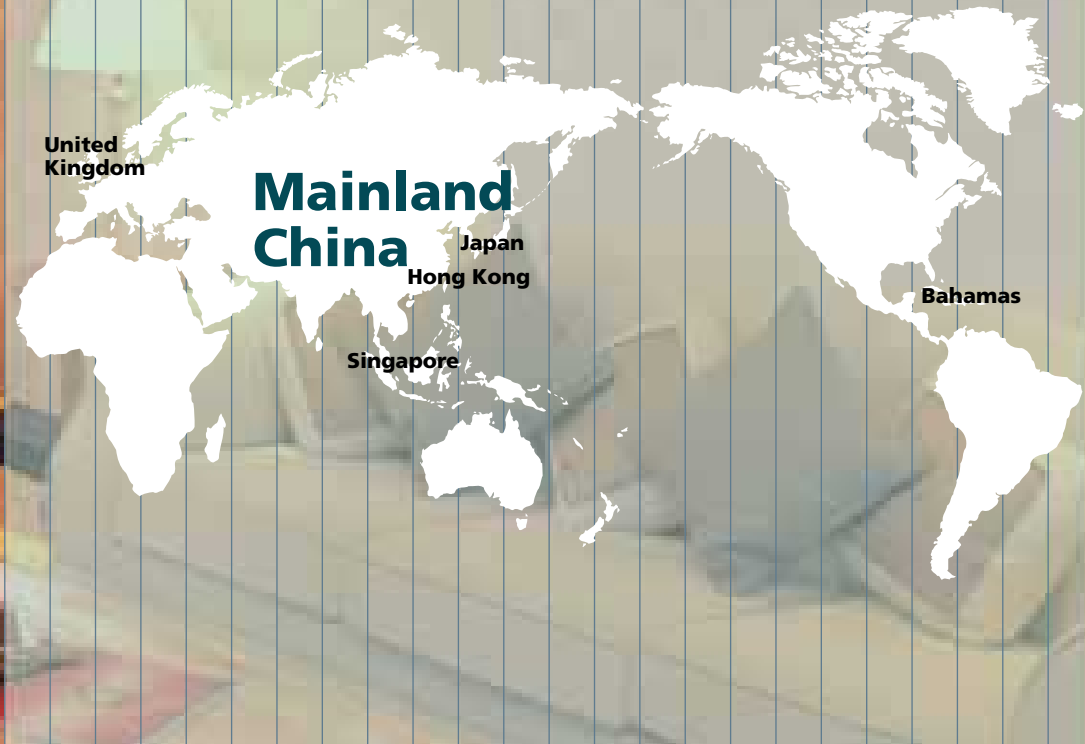 United
Kingdom
Mainland
China
Japan
Hong Kong
Bahamas
Singapore